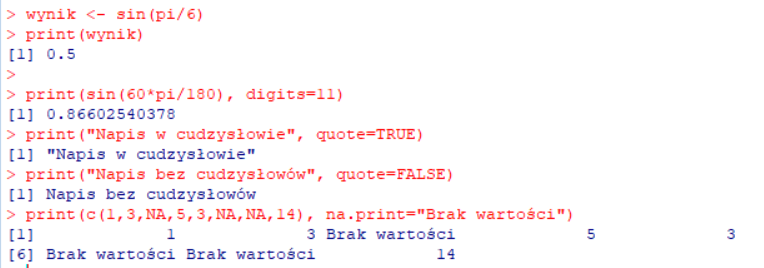 > wynik <- sin(pi/6)
> print(wynik)
[1] 0.5
>
> print(sin(60*pi/180), digits=11)
[1] 0.86602540378
> print("Napis w cudzysłowie", quote=TRUE)
[1] "Napis w cudzysłowie"
> print("Napis bez cudzysłowów", quote=FALSE)
[1] Napis bez cudzysłowów
> print(c(1,3,NA,5,3,NA,NA,14), na.print="Brak wartości")
[1]             1             3 Brak wartości             5             3
[6] Brak wartości Brak wartości            14